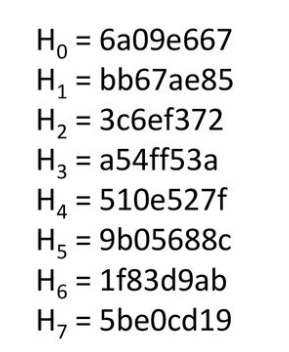 H₀ = 6a09e667
H₁ = bb67ae85
H₂ = 3c6ef372
H₃ = a54ff53a
H₄ = 510e527f
H₅ = 9b05688c
H₆ = 1f83d9ab
H₇ = 5be0cd19